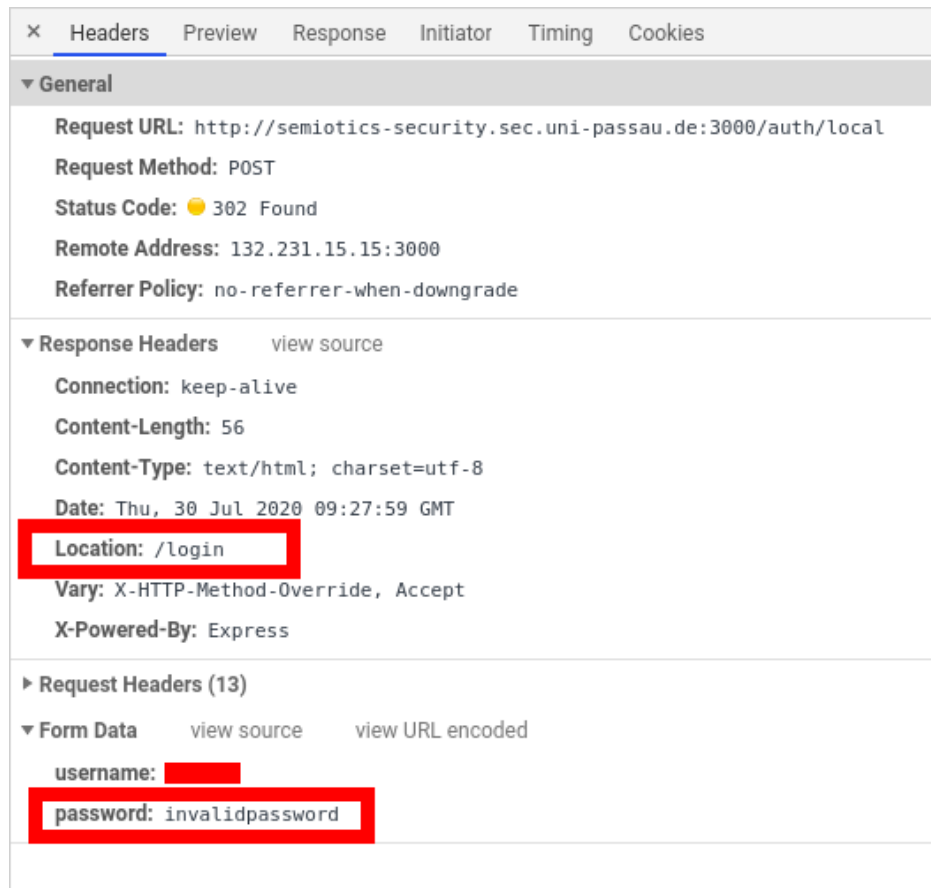 × Headers Preview Response Initiator Timing Cookies
▼ General
Request URL: http://semiotics-security.sec.uni-passau.de:3000/auth/local
Request Method: POST
Status Code: 302 Found
Remote Address: 132.231.15.15:3000
Referrer Policy: no-referrer-when-downgrade
▼ Response Headers view source
Connection: keep-alive
Content-Length: 56
Content-Type: text/html; charset=utf-8
Date: Thu, 30 Jul 2020 09:27:59 GMT
Location: /login
Vary: X-HTTP-Method-Override, Accept
X-Powered-By: Express
▶ Request Headers (13)
▼ Form Data view source view URL encoded
username:
password: invalidpassword